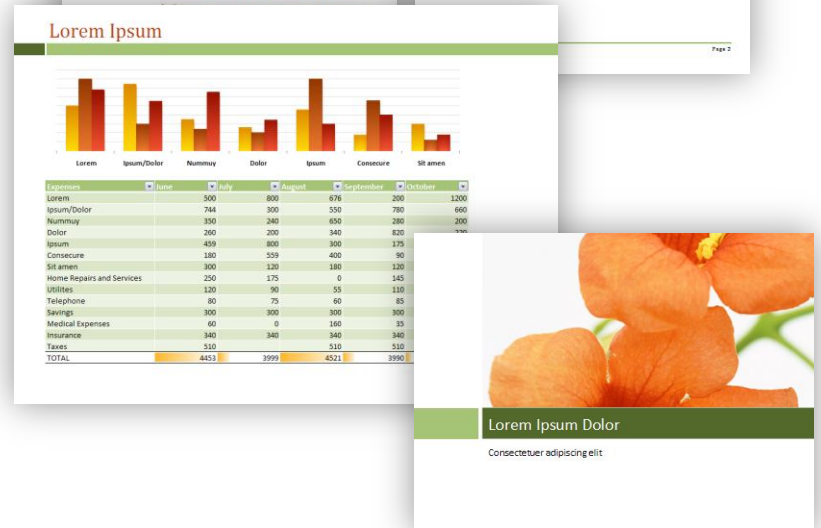 Lorem Ipsum
Page 2
Lorem Ipsum/Dolor Nummuy Dolor Ipsum Consecure Sit amen
Expenses June July August September October
Lorem 500 800 676 200 1200
Ipsum/Dolor 744 300 550 780 660
Nummuy 350 240 650 280 200
Dolor 260 200 340 820 220
Ipsum 459 800 300 175
Consecure 180 559 400 90
Sit amen 300 120 180 120
Home Repairs and Services 250 175 0 145
Utilites 120 90 55 110
Telephone 80 75 60 85
Savings 300 300 300 300
Medical Expenses 60 0 160 35
Insurance 340 340 340 340
Taxes 510 510 510
TOTAL 4453 3999 4521 3990
Lorem Ipsum Dolor
Consectetuer adipiscing elit